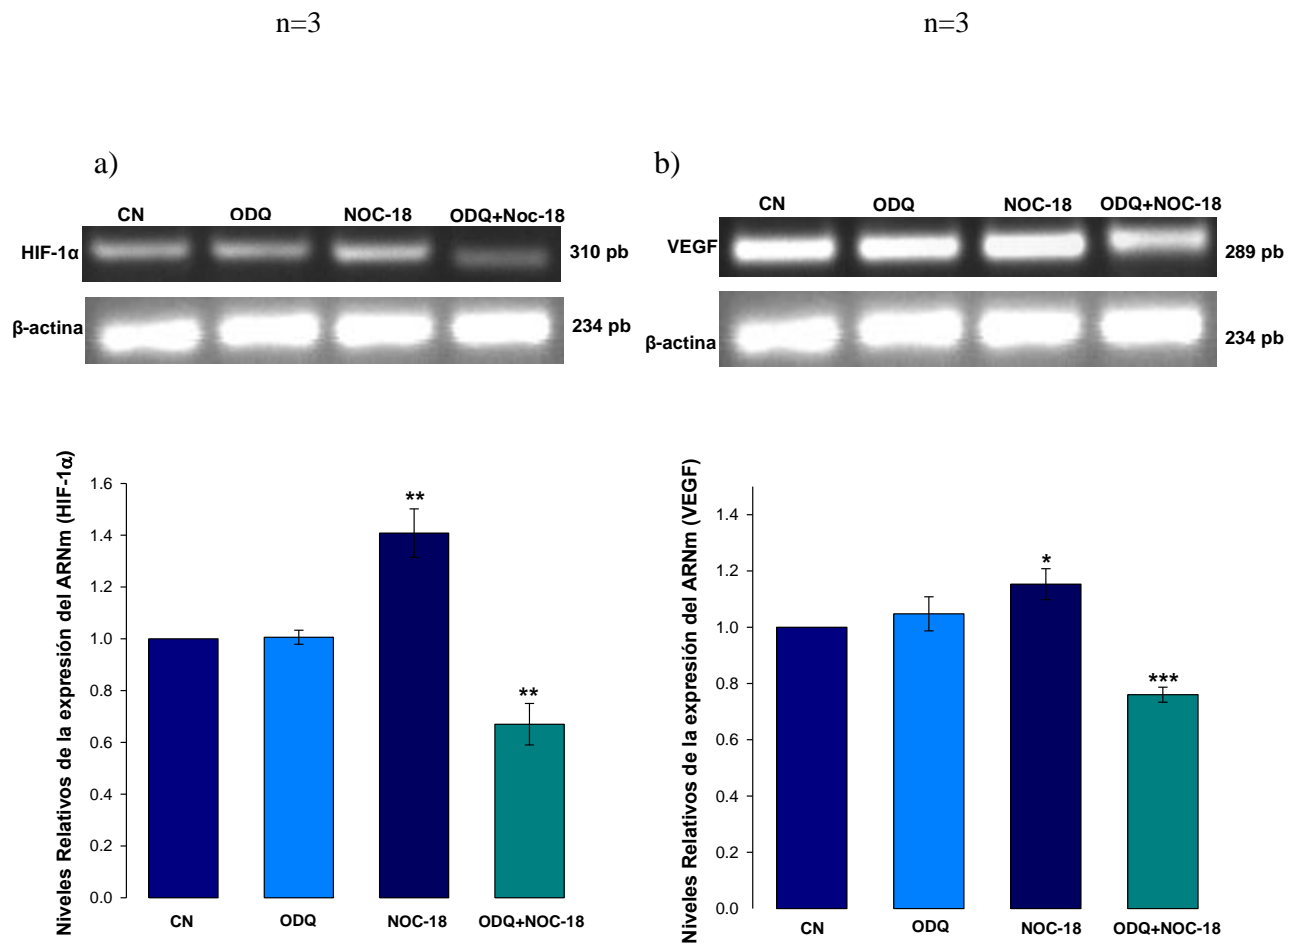 n=3
n=3
a)
CN ODQ NOC-18 ODQ+Noc-18
HIF-1α 310 pb
β-actina 234 pb
b)
CN ODQ NOC-18 ODQ+NOC-18
VEGF 289 pb
β-actina 234 pb
Niveles Relativos de la expresión del ARNm (HIF-1α)
1.6
1.4
1.2
1.0
0.8
0.6
0.4
0.2
0.0
**
**
CN ODQ NOC-18 ODQ+NOC-18
Niveles Relativos de la expresión del ARNm (VEGF)
1.4
1.2
1.0
0.8
0.6
0.4
0.2
0.0
*
***
CN ODQ NOC-18 ODQ+NOC-18